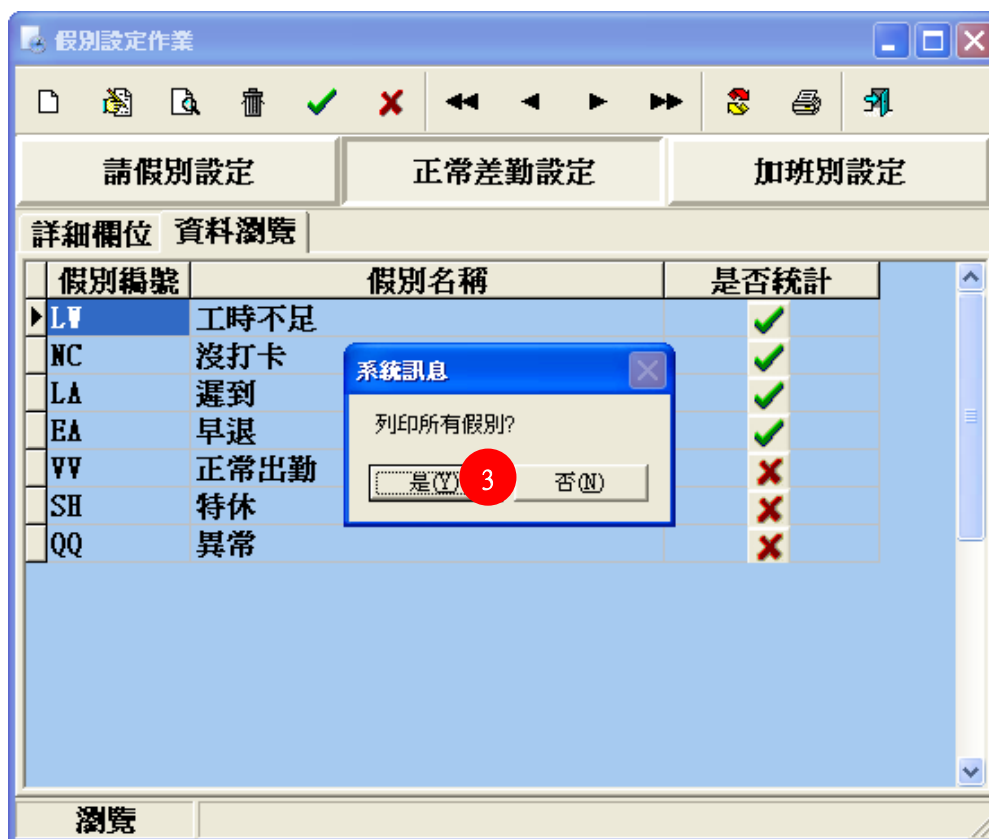 假別設定作業
請假別設定 正常差勤設定 加班別設定
詳細欄位 資料瀏覽
假別編號 假別名稱 是否統計
LW 工時不足
NC 沒打卡
LA 遲到
EA 早退
VV 正常出勤
SH 特休
QQ 異常
系統訊息
列印所有假別?
是(Y) 3 否(N)
瀏覽